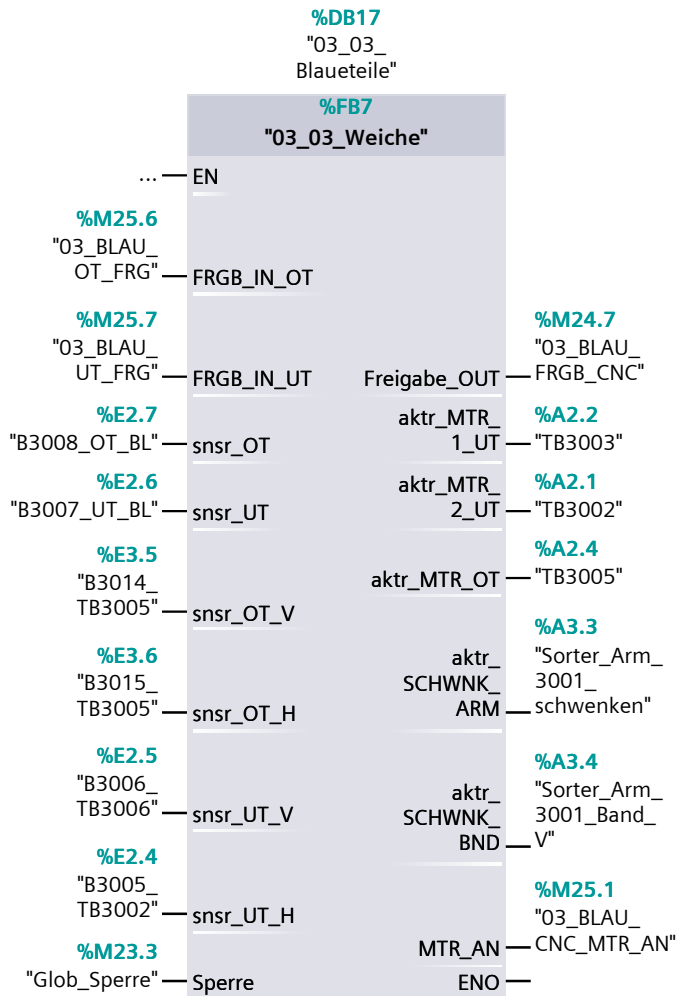 %DB17
"03_03_
Blaueteile"
%FB7
"03_03_Weiche"
... EN
%M25.6
"03_BLAU_
OT_FRG" FRGB_IN_OT
%M25.7
"03_BLAU_
UT_FRG" FRGB_IN_UT
%M24.7
"03_BLAU_
Freigabe_OUT FRGB_CNC"
%E2.7
"B3008_OT_BL" snsr_OT
aktr_MTR_
%A2.2
1_UT "TB3003"
%E2.6
"B3007_UT_BL" snsr_UT
aktr_MTR_
%A2.1
2_UT "TB3002"
%E3.5
"B3014_
TB3005" snsr_OT_V
%A2.4
aktr_MTR_OT "TB3005"
%E3.6
"B3015_
TB3005" snsr_OT_H
%A3.3
aktr_ "Sorter_Arm_
SCHWNK_ 3001_
ARM schwenken"
%E2.5
"B3006_
TB3006" snsr_UT_V
%A3.4
aktr_ "Sorter_Arm_
SCHWNK_ 3001_Band_
BND V"
%E2.4
"B3005_
TB3002" snsr_UT_H
%M25.1
"03_BLAU_
MTR_AN CNC_MTR_AN"
%M23.3
"Glob_Sperre" Sperre
ENO